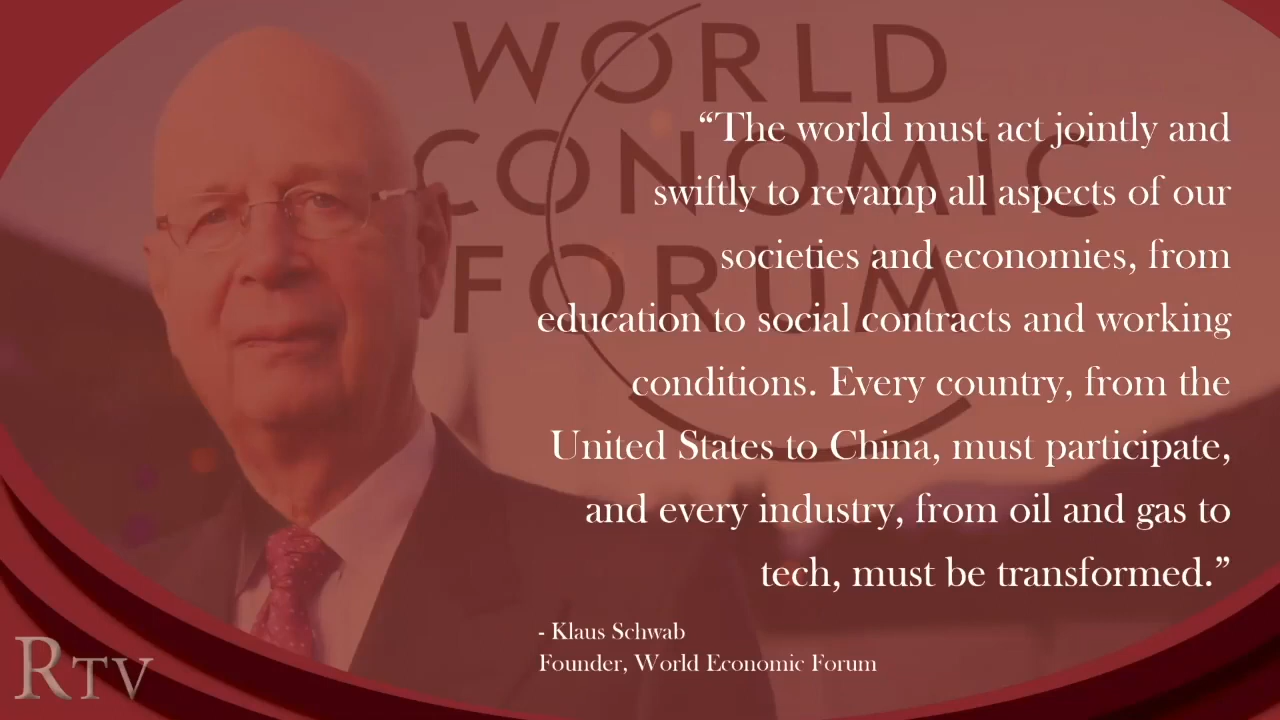 WORLD
ECONOMIC
FORUM
“The world must act jointly and
swiftly to revamp all aspects of our
societies and economies, from
education to social contracts and working
conditions. Every country, from the
United States to China, must participate,
and every industry, from oil and gas to
tech, must be transformed.”
- Klaus Schwab
Founder, World Economic Forum
RTV